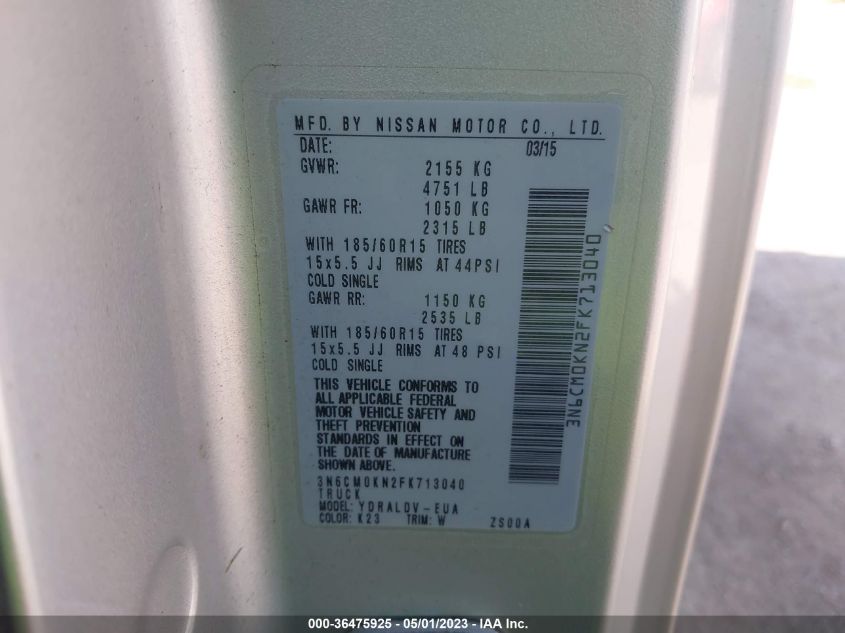 MFD. BY NISSAN MOTOR CO., LTD.
DATE: 03/15
GVWR: 2155 KG
4751 LB
GAWR FR: 1050 KG
2315 LB
WITH 185/60R15 TIRES
15x5.5 JJ RIMS AT 44PSI
COLD SINGLE
GAWR RR: 1150 KG
2535 LB
WITH 185/60R15 TIRES
15x5.5 JJ RIMS AT 48 PSI
COLD SINGLE
THIS VEHICLE CONFORMS TO
ALL APPLICABLE FEDERAL
MOTOR VEHICLE SAFETY AND
THEFT PREVENTION
STANDARDS IN EFFECT ON
THE DATE OF MANUFACTURE
SHOWN ABOVE.
3N6CM0KN2FK713040
TRUCK
MODEL: YDRALDV-EUA
COLOR: K23 TRIM: W ZS00A
3N6CM0KN2FK713040
000-36475925 - 05/01/2023 - IAA Inc.